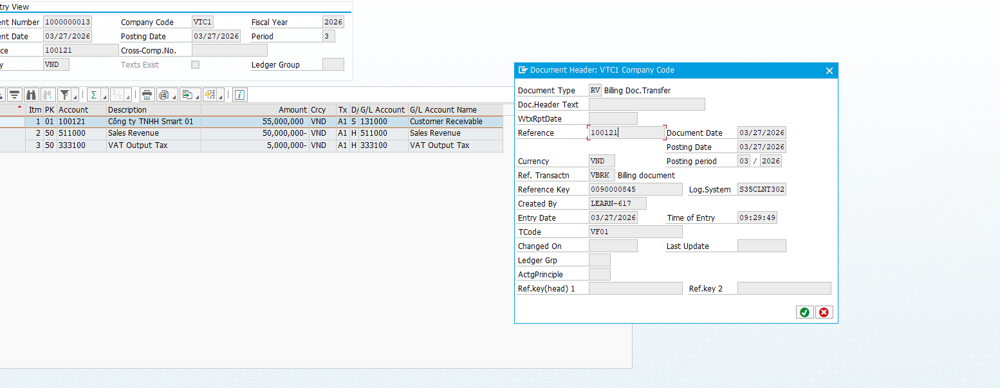 try View
ent Number 1000000013 Company Code VTC1 Fiscal Year 2026
ent Date 03/27/2026 Posting Date 03/27/2026 Period 3
ce 100121 Cross-Comp.No.
y VND Texts Exist Ledger Group
Itm PK Account Description Amount Crcy Tx D/ G/L Account G/L Account Name
1 01 100121 Công ty TNHH Smart 01 55,000,000 VND A1 S 131000 Customer Receivable
2 50 511000 Sales Revenue 50,000,000- VND A1 H 511000 Sales Revenue
3 50 333100 VAT Output Tax 5,000,000- VND A1 H 333100 VAT Output Tax
Document Header: VTC1 Company Code
Document Type RV Billing Doc.Transfer
Doc.Header Text
WtxRptDate
Reference 100121 Document Date 03/27/2026
Posting Date 03/27/2026
Currency VND Posting period 03 / 2026
Ref. Transactn VBRK Billing document
Reference Key 0090000845 Log.System S35CLNT302
Created By LEARN-617
Entry Date 03/27/2026 Time of Entry 09:29:49
TCode VF01
Changed On Last Update
Ledger Grp
ActgPrinciple
Ref.key(head) 1 Ref.key 2